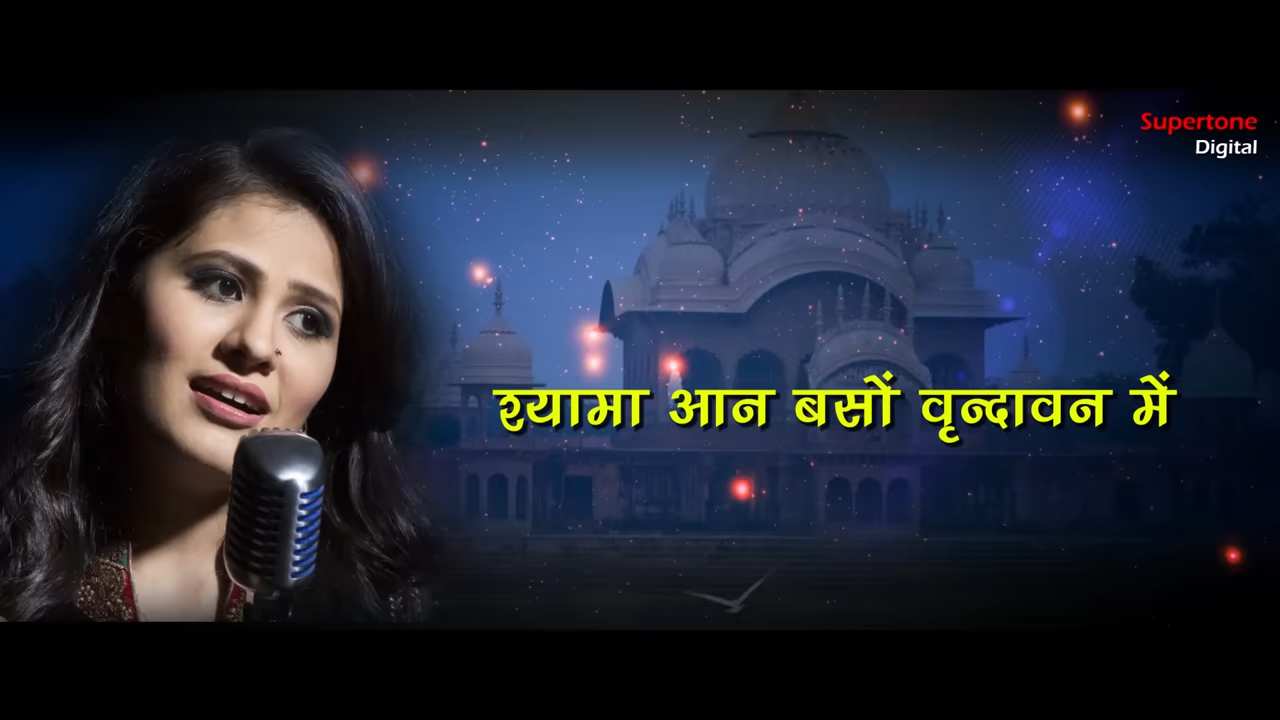 Supertone
Digital
श्यामा आन बसों वृन्दावन में